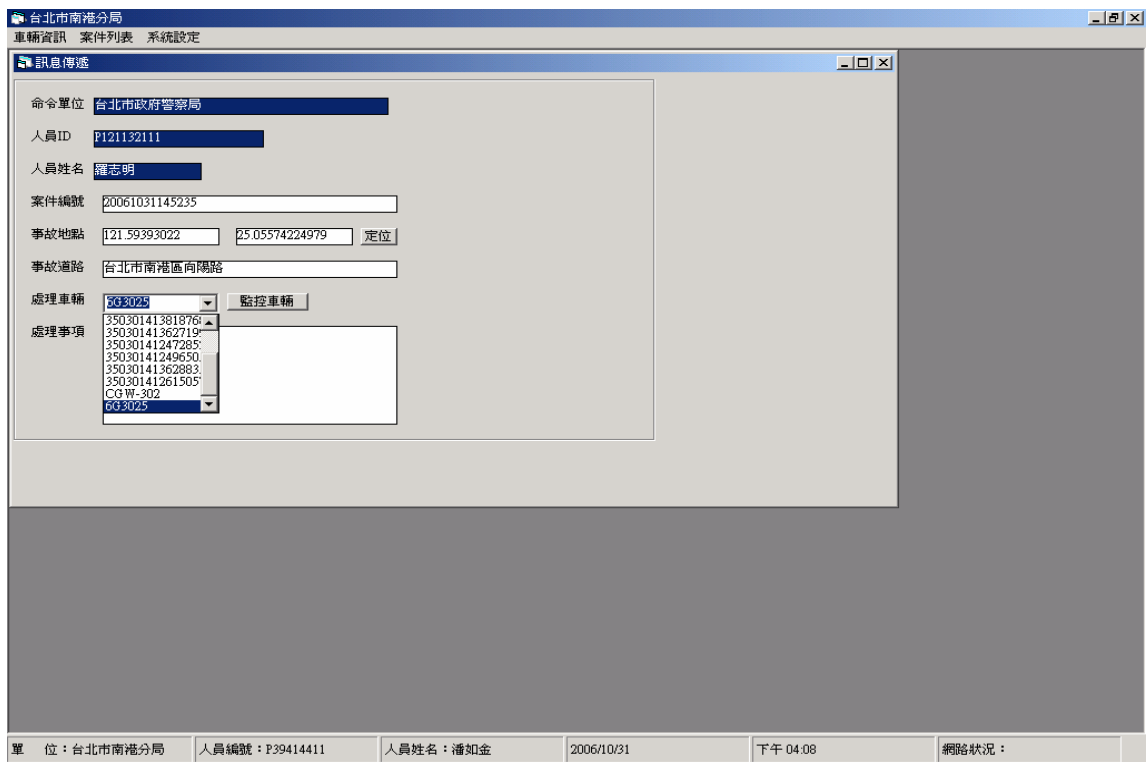 台北市南港分局
車輛資訊 案件列表 系統設定
訊息傳遞
命令單位 台北市政府警察局
人員ID P121132111
人員姓名 羅志明
案件編號 20061031145235
事故地點 121.59393022 25.05574224979 定位
事故道路 台北市南港區向陽路
處理車輛 6G3025 監控車輛
處理事項
35030141381876
35030141362719
35030141247285
35030141249650
35030141362883
35030141261505
CGW-302
6G3025
單 位：台北市南港分局 人員編號：P39414411 人員姓名：潘如金 2006/10/31 下午 04:08 網路狀況：